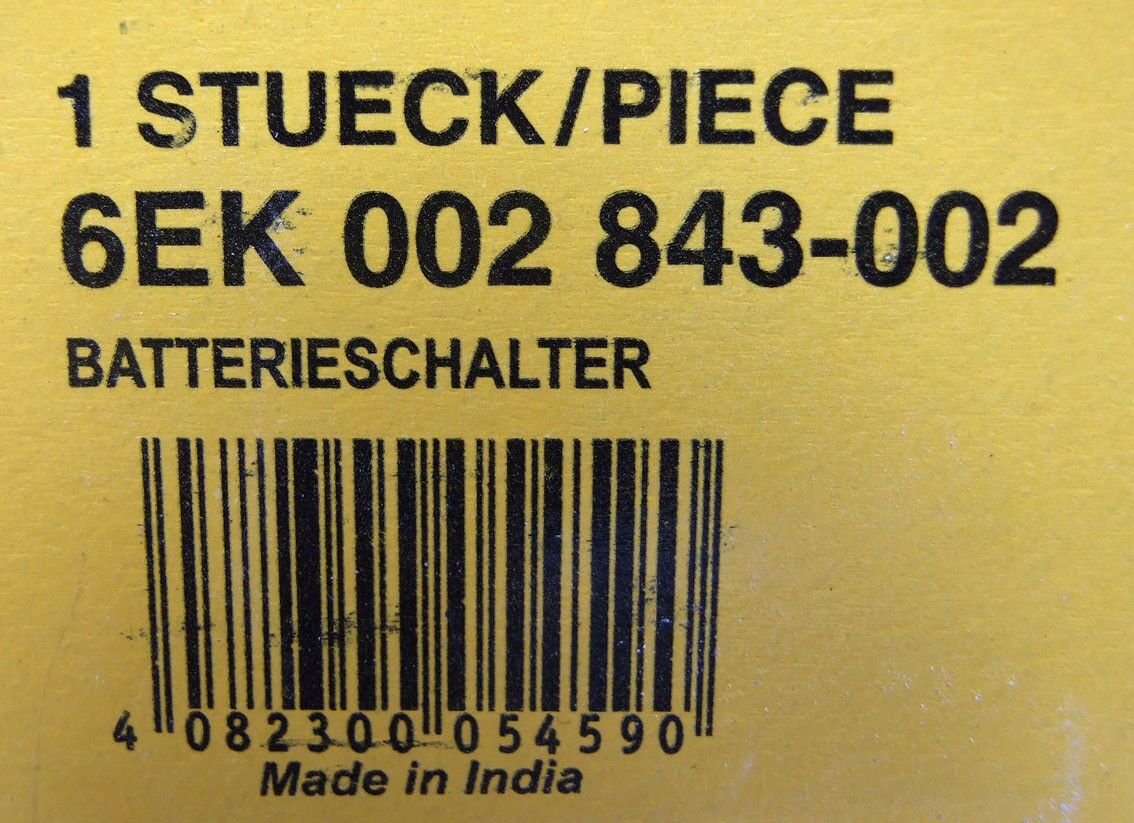 1 STUECK/PIECE
6EK 002 843-002
BATTERIESCHALTER
4 082300 054590
Made in India